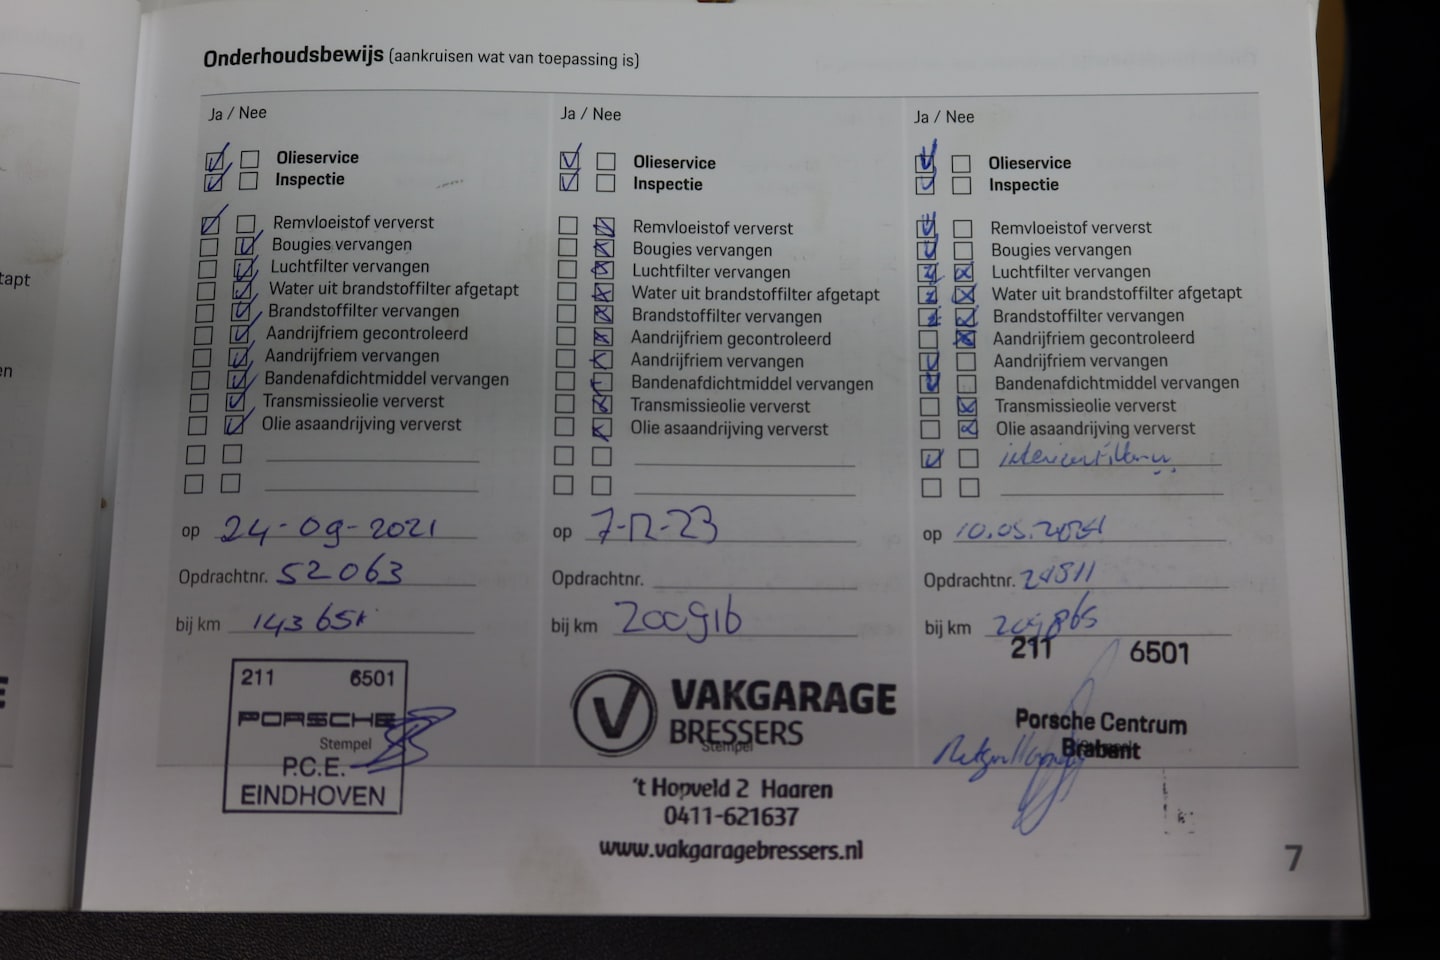 Onderhoudsbewijs (aankruisen wat van toepassing is)
Ja / Nee
Olieservice
Inspectie
Remvloeistof ververst
Bougies vervangen
Luchtfilter vervangen
Water uit brandstoffilter afgetapt
Brandstoffilter vervangen
Aandrijfriem gecontroleerd
Aandrijfriem vervangen
Bandenafdichtmiddel vervangen
Transmissieolie ververst
Olie asaandrijving ververst
op 24-09-2021
Opdrachtnr. 52063
bij km 143651
211 6501
PORSCHE
Stempel
P.C.E.
EINDHOVEN
Ja / Nee
Olieservice
Inspectie
Remvloeistof ververst
Bougies vervangen
Luchtfilter vervangen
Water uit brandstoffilter afgetapt
Brandstoffilter vervangen
Aandrijfriem gecontroleerd
Aandrijfriem vervangen
Bandenafdichtmiddel vervangen
Transmissieolie ververst
Olie asaandrijving ververst
op 7-12-23
Opdrachtnr.
bij km 200916
VAKGARAGE
BRESSERS
Stempel
't Hopveld 2 Haaren
0411-621637
www.vakgaragebressers.nl
Ja / Nee
Olieservice
Inspectie
Remvloeistof ververst
Bougies vervangen
Luchtfilter vervangen
Water uit brandstoffilter afgetapt
Brandstoffilter vervangen
Aandrijfriem gecontroleerd
Aandrijfriem vervangen
Bandenafdichtmiddel vervangen
Transmissieolie ververst
Olie asaandrijving ververst
op
Opdrachtnr. 24511
bij km
211 6501
Porsche Centrum
Brabant
7
tapt
en